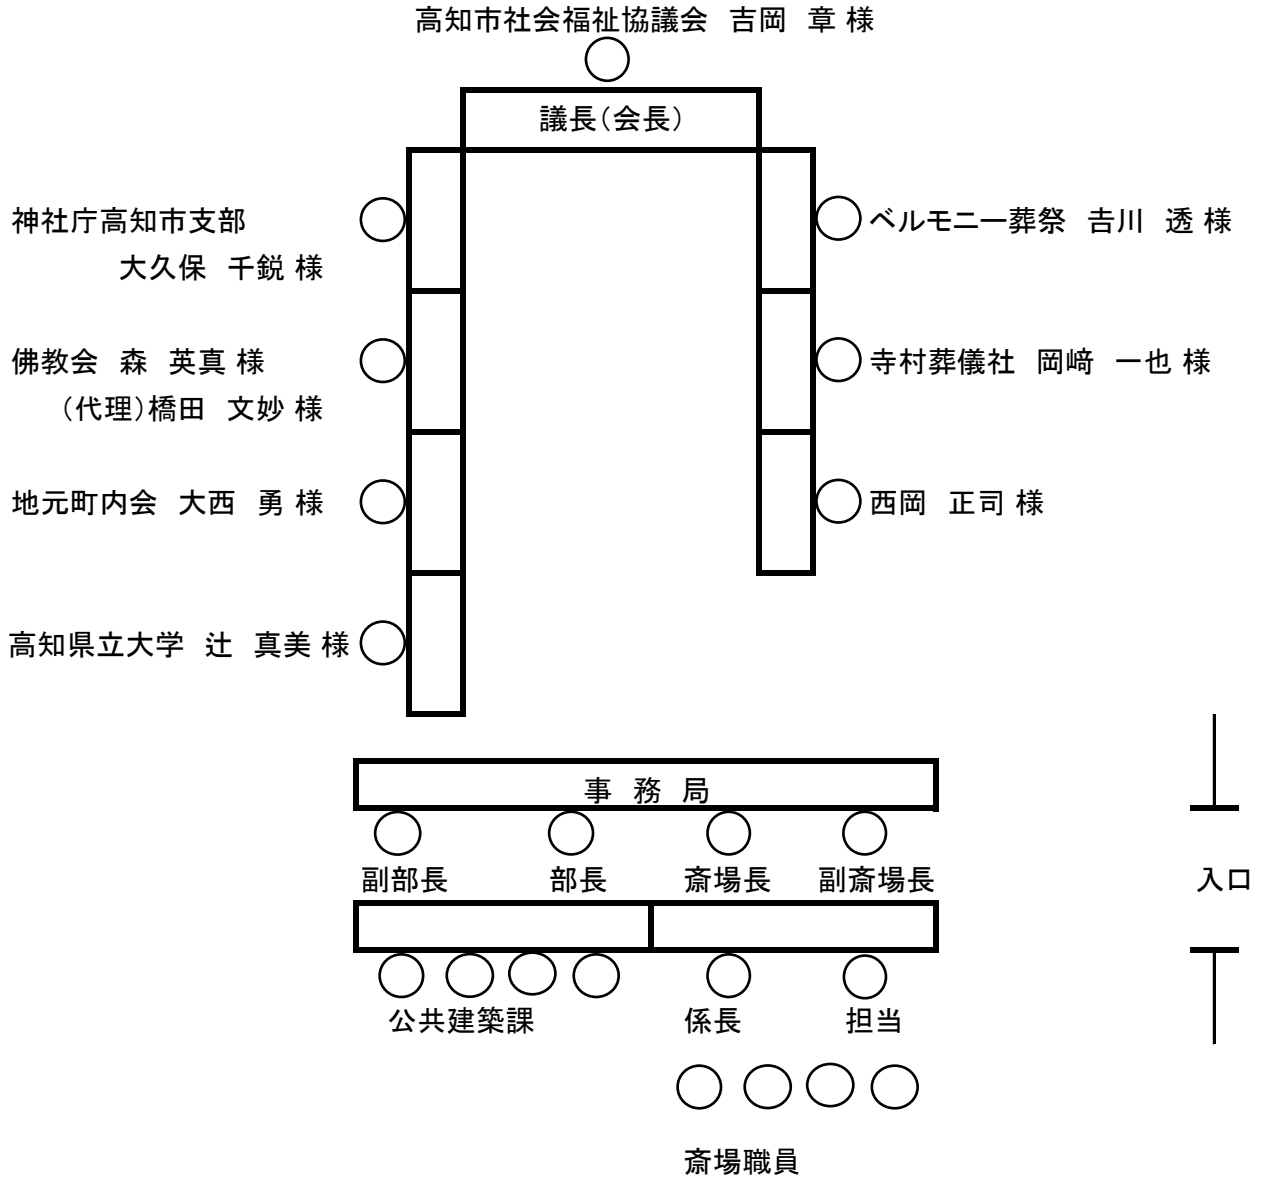 高知市社会福祉協議会 吉岡 章 様
議長（会長）
神社庁高知市支部
大久保 千鋭 様
ベルモニー葬祭 吉川 透 様
佛教会 森 英真 様
（代理）橋田 文妙 様
寺村葬儀社 岡﨑 一也 様
地元町内会 大西 勇 様
西岡 正司 様
高知県立大学 辻 真美 様
事 務 局
副部長 部長 斎場長 副斎場長
入口
公共建築課 係長 担当
斎場職員